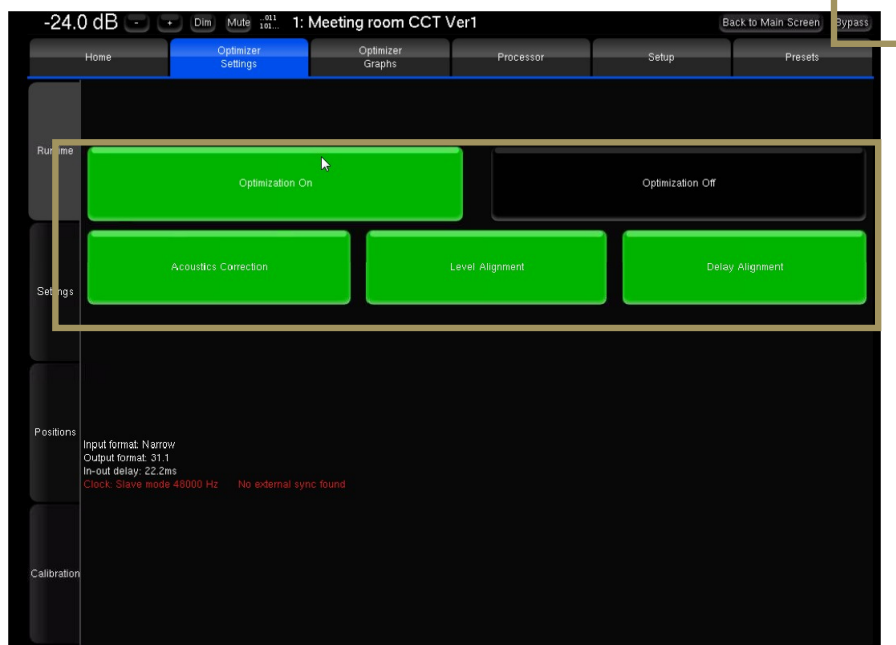 -24.0 dB - + Dim Mute ..011 101... 1: Meeting room CCT Ver1 Back to Main Screen Bypass
Home Optimizer Settings Optimizer Graphs Processor Setup Presets
Runtime
Optimization On Optimization Off
Acoustics Correction Level Alignment Delay Alignment
Settings
Positions
Input format: Narrow
Output format: 31.1
In-out delay: 22.2ms
Clock: Slave mode 48000 Hz No external sync found
Calibration